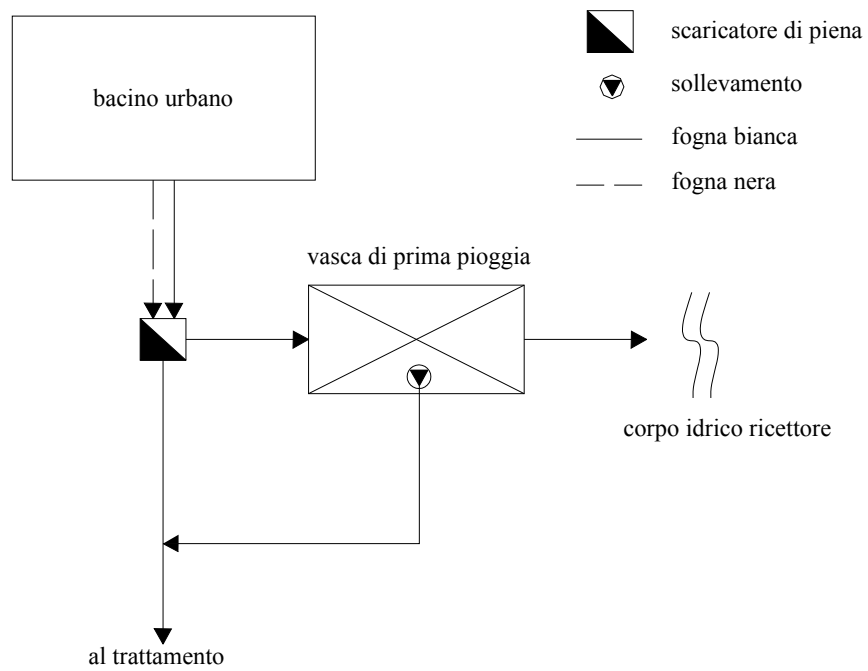 scaricatore di piena
bacino urbano
sollevamento
fogna bianca
fogna nera
vasca di prima pioggia
corpo idrico ricettore
al trattamento